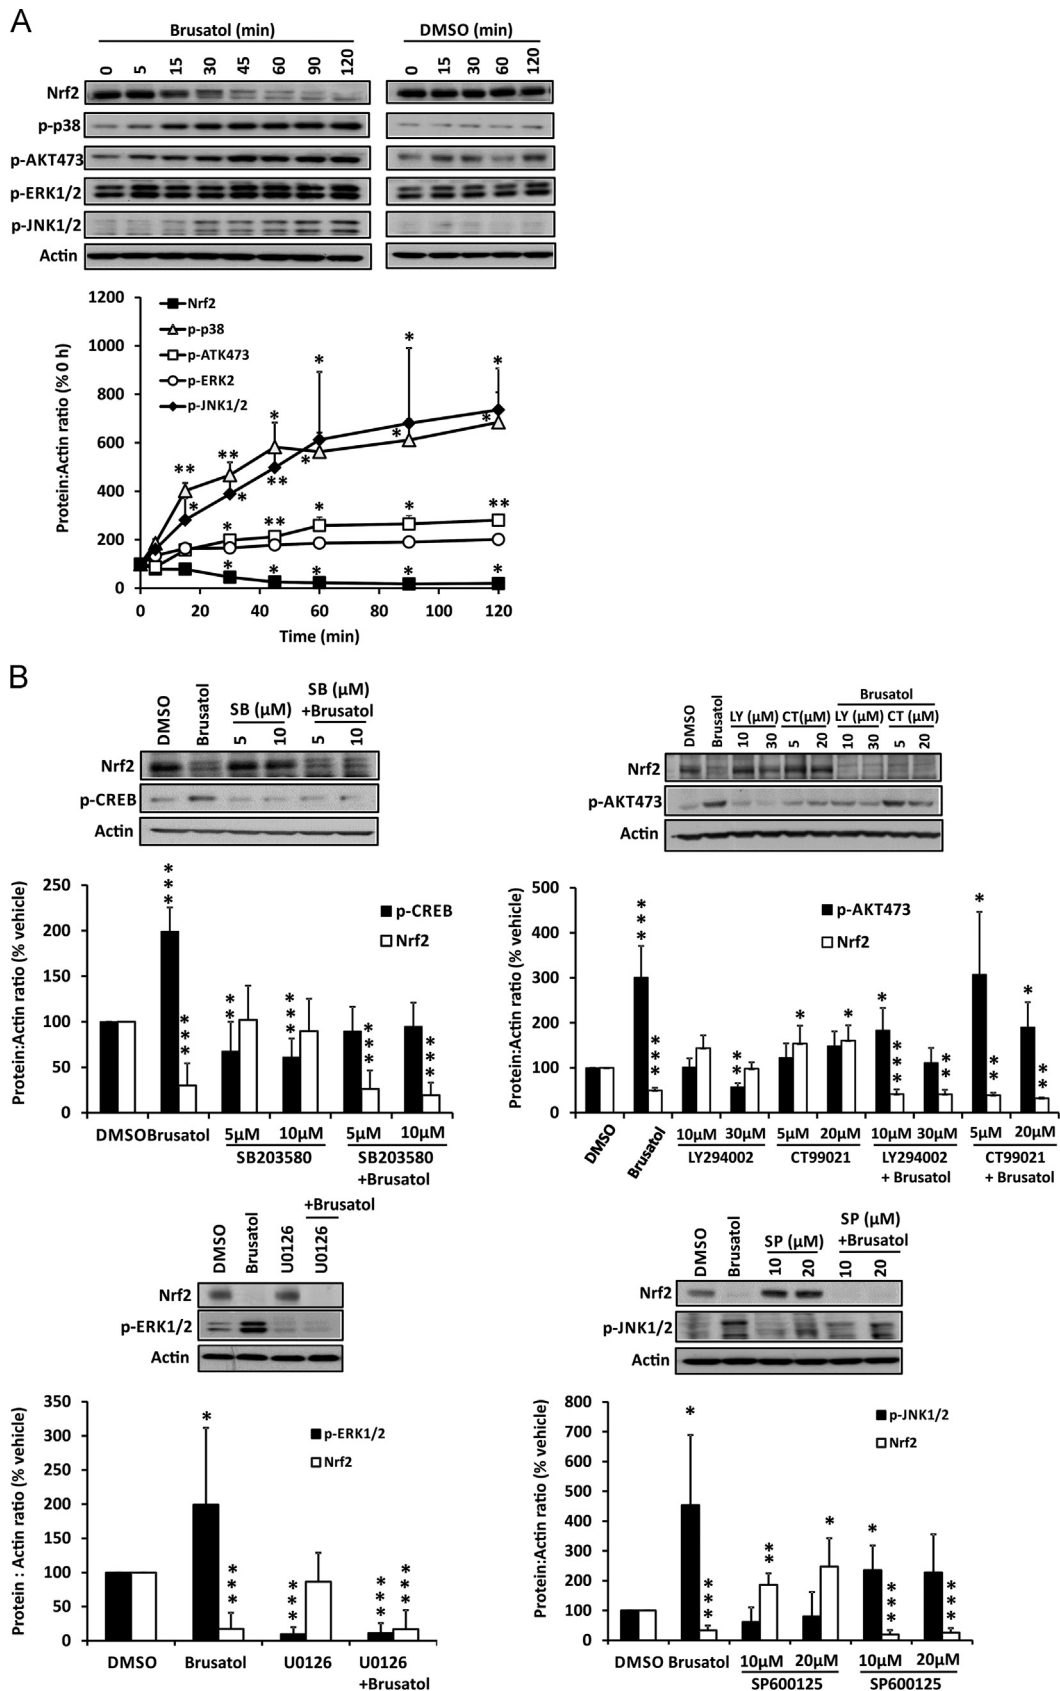 A
Brusatol (min)
DMSO (min)
0 5 15 30 45 60 90 120
0 15 30 60 120
Nrf2
p-p38
p-AKT473
p-ERK1/2
p-JNK1/2
Actin
Protein:Actin ratio (% 0 h)
1200
1000
800
600
400
200
0
Nrf2
p-p38
p-ATK473
p-ERK2
p-JNK1/2
0 20 40 60 80 100 120
Time (min)
B
DMSO
Brusatol
SB (μM)
5 10
SB (μM)
+Brusatol
5 10
Nrf2
p-CREB
Actin
Protein:Actin ratio (% vehicle)
250
200
150
100
50
0
p-CREB
Nrf2
DMSO Brusatol
5μM 10μM
SB203580
5μM 10μM
SB203580
+Brusatol
DMSO
Brusatol
LY (μM)
10 30
CT(μM)
5 20
Brusatol
LY (μM) CT (μM)
10 30 5 20
Nrf2
p-AKT473
Actin
Protein:Actin ratio (% vehicle)
500
400
300
200
100
0
p-AKT473
Nrf2
DMSO
Brusatol
10μM 30μM
LY294002
5μM 20μM
CT99021
10μM 30μM
LY294002
+ Brusatol
5μM 20μM
CT99021
+ Brusatol
DMSO
Brusatol
U0126
+Brusatol
U0126
Nrf2
p-ERK1/2
Actin
Protein : Actin ratio (% vehicle)
350
300
250
200
150
100
50
0
p-ERK1/2
Nrf2
DMSO Brusatol U0126 U0126
+Brusatol
DMSO
Brusatol
SP (μM)
10 20
SP (μM)
+Brusatol
10 20
Nrf2
p-JNK1/2
Actin
Protein:Actin ratio (% vehicle)
800
700
600
500
400
300
200
100
0
p-JNK1/2
Nrf2
DMSO Brusatol
10μM 20μM
SP600125
10μM 20μM
SP600125